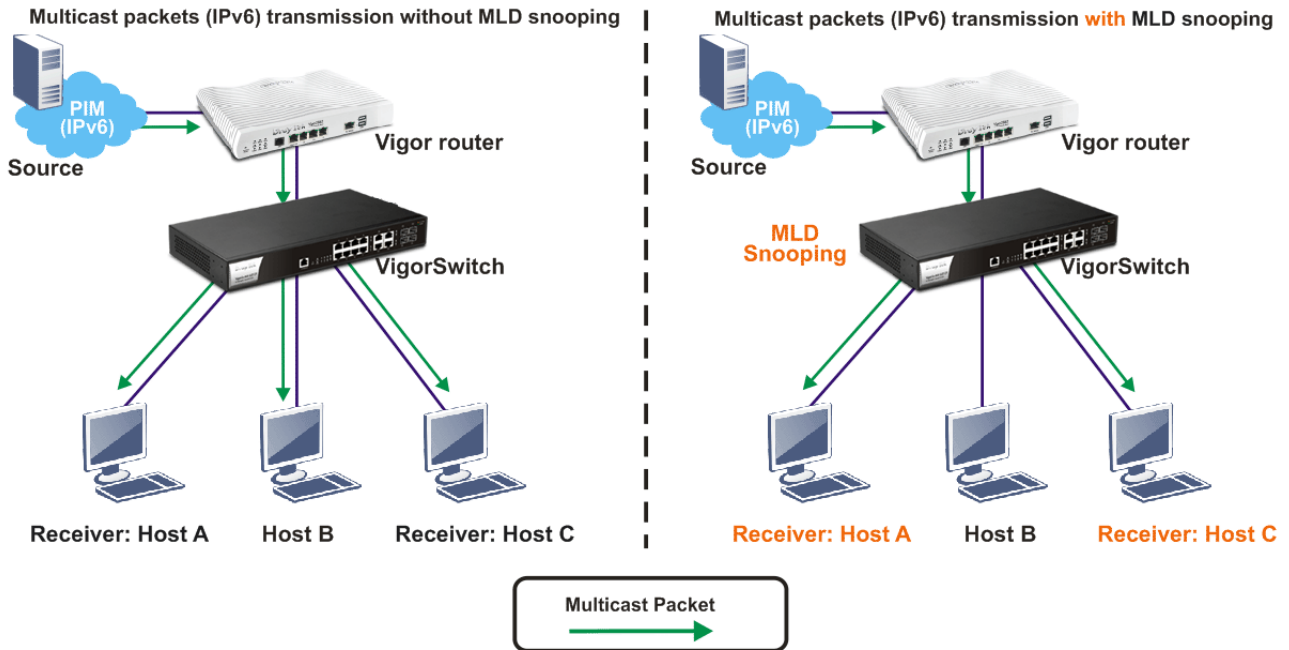 Multicast packets (IPv6) transmission without MLD snooping
PIM
(IPv6)
Source
Vigor router
VigorSwitch
Receiver: Host A
Host B
Receiver: Host C
Multicast packets (IPv6) transmission with MLD snooping
PIM
(IPv6)
Source
Vigor router
MLD
Snooping
VigorSwitch
Receiver: Host A
Host B
Receiver: Host C
Multicast Packet